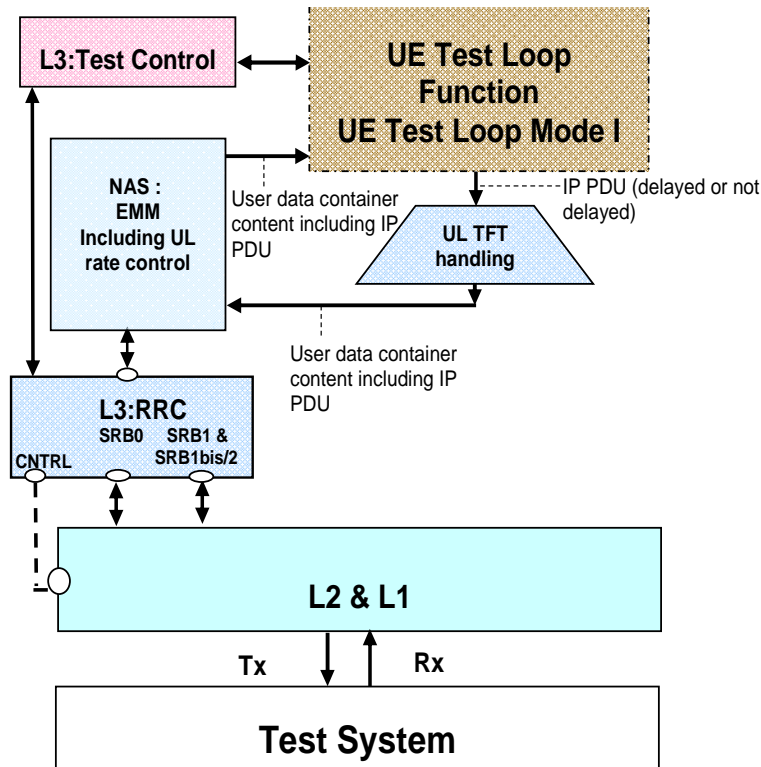 L3:Test Control
UE Test Loop
Function
UE Test Loop Mode I
NAS :
EMM
Including UL
rate control
User data container
content including IP
PDU
IP PDU (delayed or not
delayed)
UL TFT
handling
User data container
content including IP
PDU
L3:RRC
SRB0
SRB1 &
SRB1bis/2
CNTRL
L2 & L1
Tx
Rx
Test System